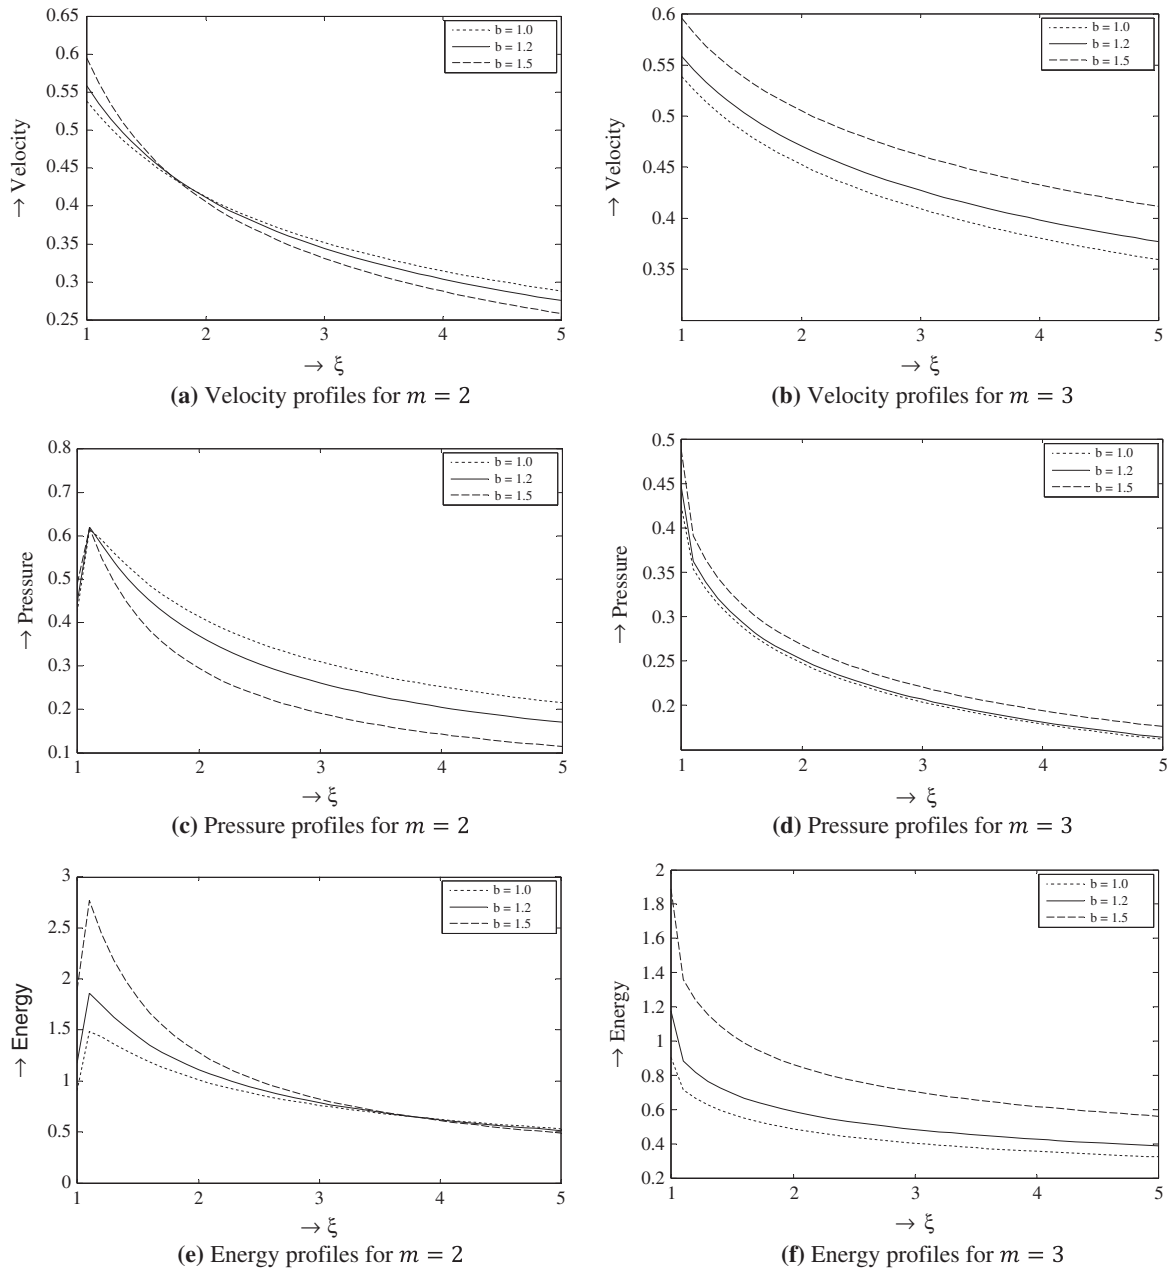 0.65
b = 1.0
b = 1.2
b = 1.5
0.6
0.55
0.5
0.45
0.4
0.35
0.3
0.25
→ Velocity
1 2 3 4 5
→ ξ
(a) Velocity profiles for m = 2
0.6
b = 1.0
b = 1.2
b = 1.5
0.55
0.5
0.45
0.4
0.35
→ Velocity
1 2 3 4 5
→ ξ
(b) Velocity profiles for m = 3
0.8
b = 1.0
b = 1.2
b = 1.5
0.7
0.6
0.5
0.4
0.3
0.2
0.1
→ Pressure
1 2 3 4 5
→ ξ
(c) Pressure profiles for m = 2
0.5
b = 1.0
b = 1.2
b = 1.5
0.45
0.4
0.35
0.3
0.25
0.2
→ Pressure
1 2 3 4 5
→ ξ
(d) Pressure profiles for m = 3
3
b = 1.0
b = 1.2
b = 1.5
2.5
2
1.5
1
0.5
0
→ Energy
1 2 3 4 5
→ ξ
(e) Energy profiles for m = 2
2
b = 1.0
b = 1.2
b = 1.5
1.8
1.6
1.4
1.2
1
0.8
0.6
0.4
0.2
→ Energy
1 2 3 4 5
→ ξ
(f) Energy profiles for m = 3